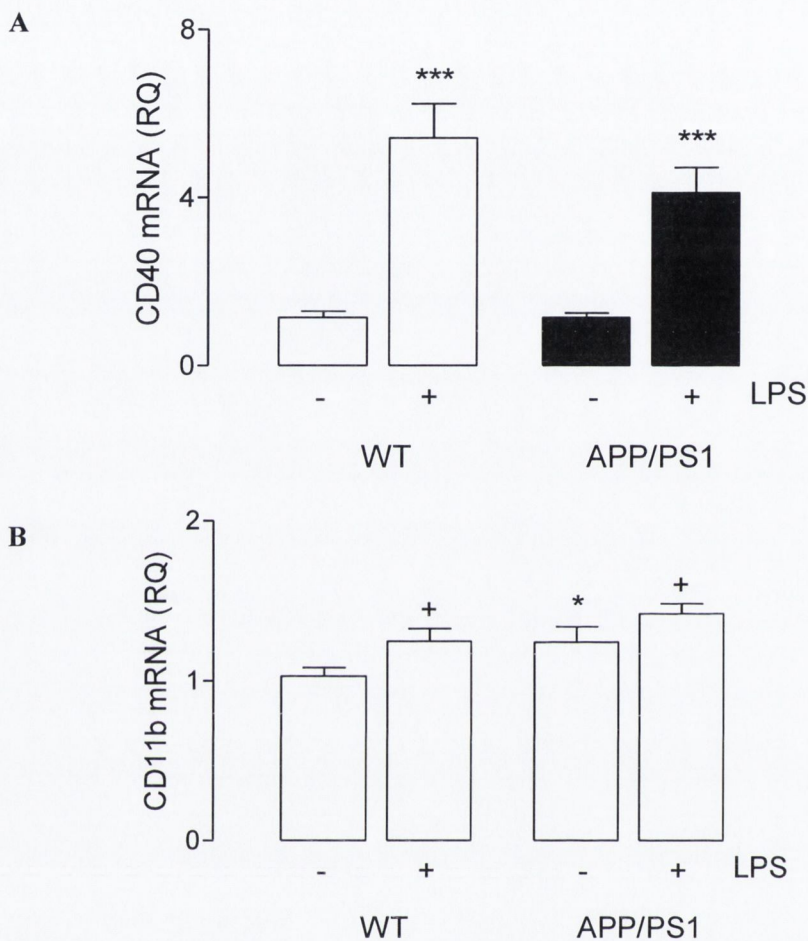 A
8
***
***
CD40 mRNA (RQ)
4
0
- + - + LPS
WT APP/PS1
B
2
+ * +
CD11b mRNA (RQ)
1
0
- + - + LPS
WT APP/PS1